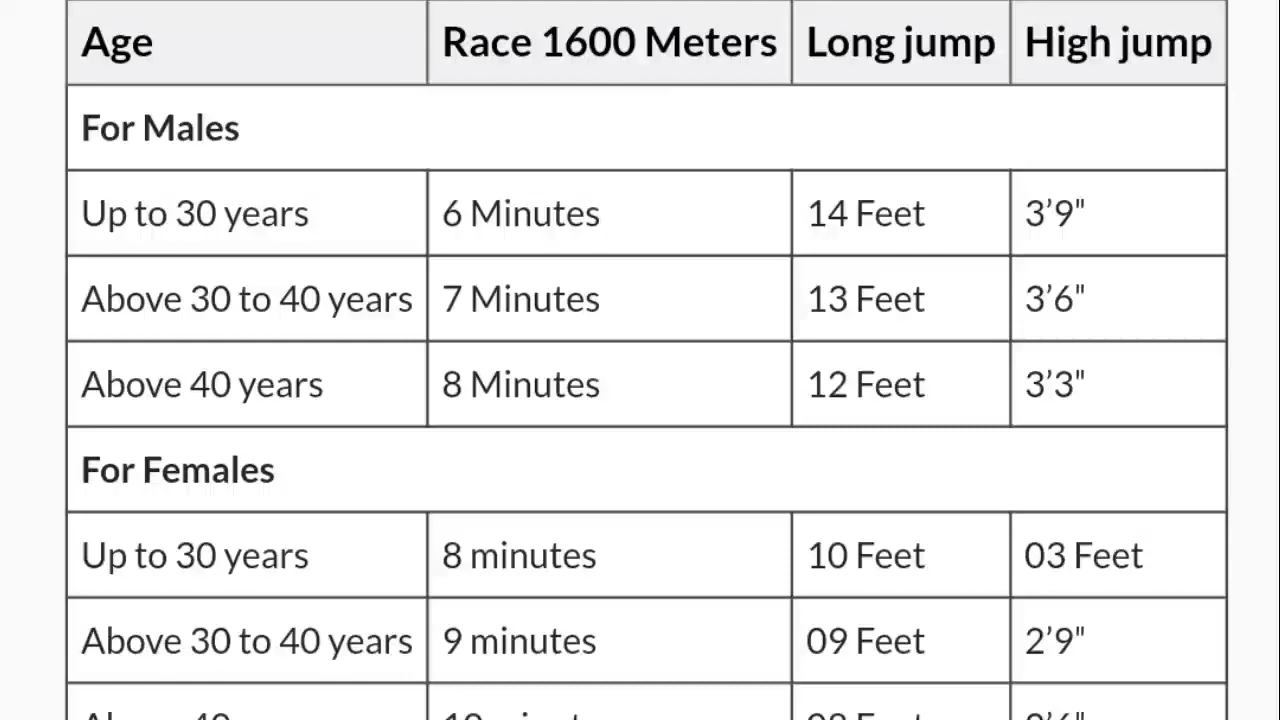 Age Race 1600 Meters Long jump High jump
For Males
Up to 30 years 6 Minutes 14 Feet 3’9"
Above 30 to 40 years 7 Minutes 13 Feet 3’6"
Above 40 years 8 Minutes 12 Feet 3’3"
For Females
Up to 30 years 8 minutes 10 Feet 03 Feet
Above 30 to 40 years 9 minutes 09 Feet 2’9"